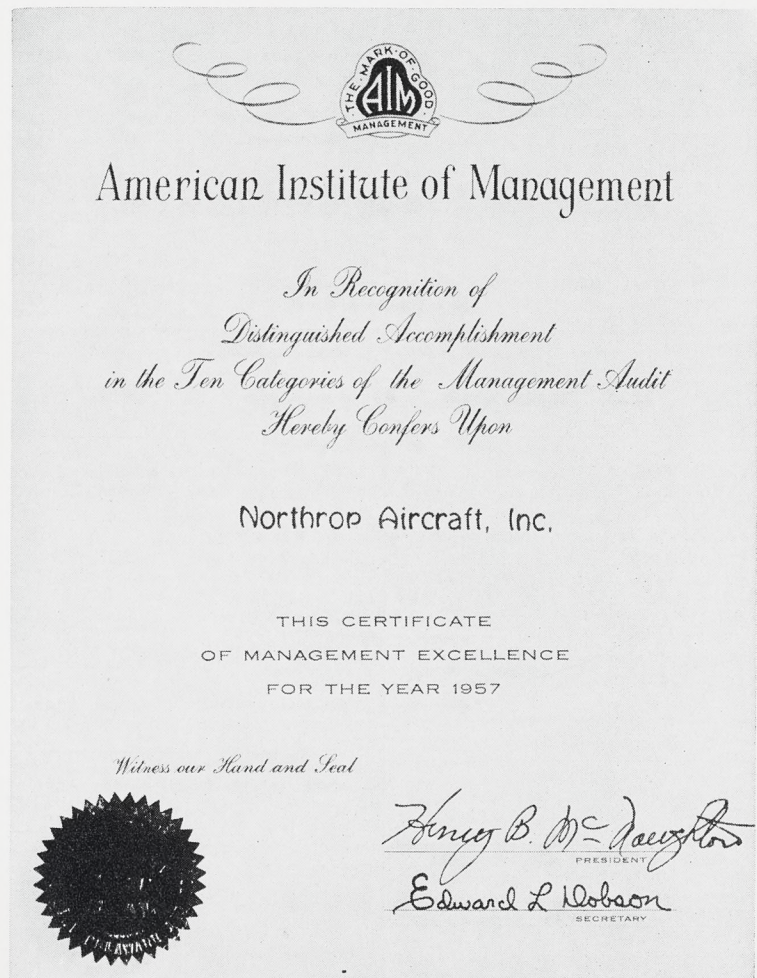 THE · MARK · OF · GOOD
AIM
MANAGEMENT
American Institute of Management
In Recognition of
Distinguished Accomplishment
in the Ten Categories of the Management Audit
Hereby Confers Upon
Northrop Aircraft, Inc.
THIS CERTIFICATE
OF MANAGEMENT EXCELLENCE
FOR THE YEAR 1957
Witness our Hand and Seal
Henry B. McNaughton
PRESIDENT
Edward L Dobson
SECRETARY